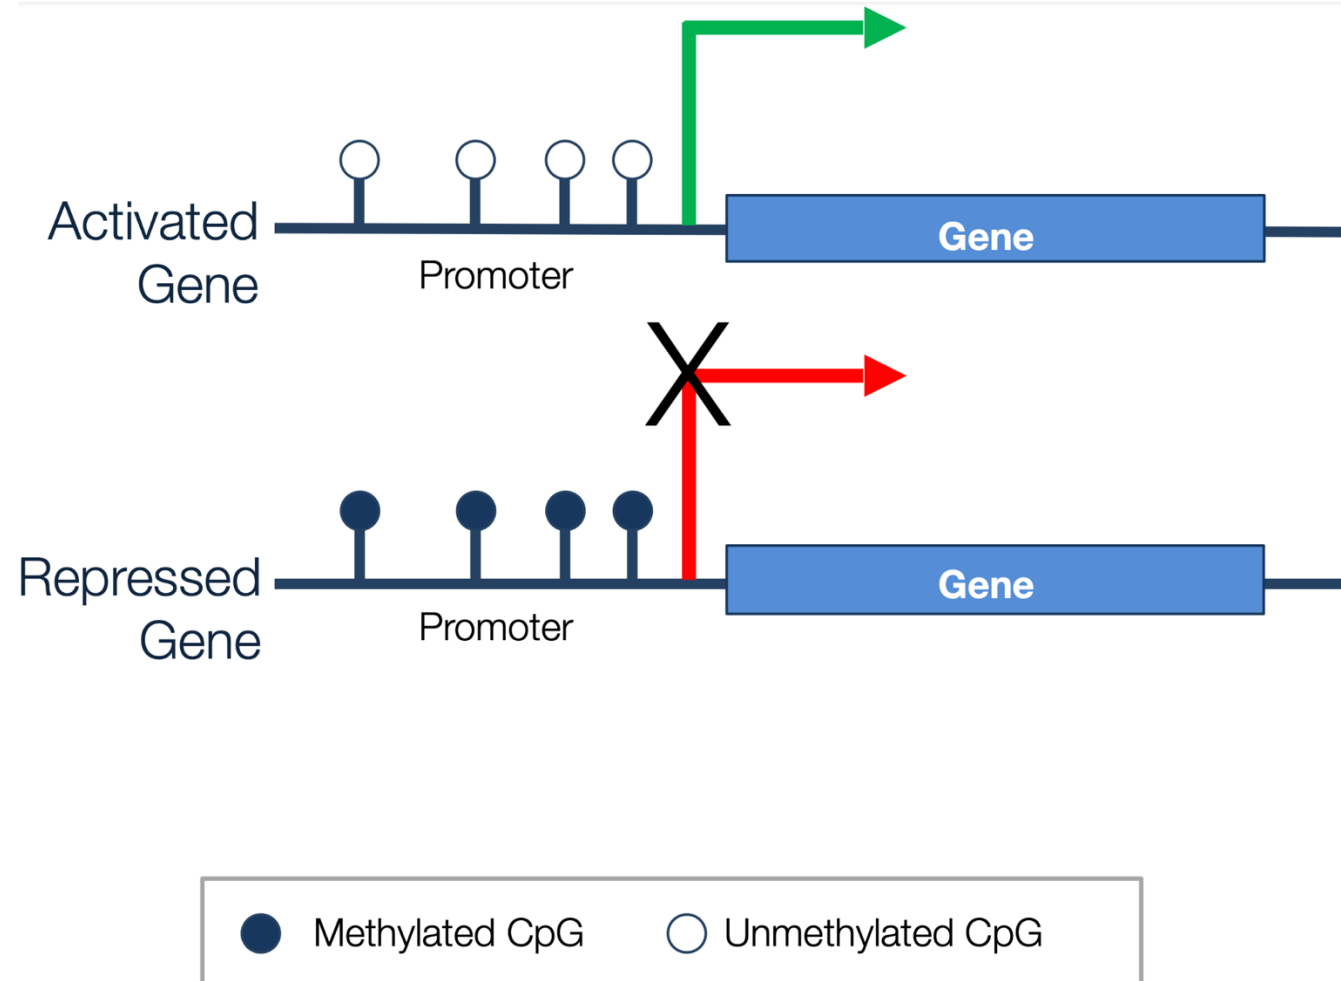 Activated
Gene
Promoter
Gene
X
Repressed
Gene
Promoter
Gene
Methylated CpG
Unmethylated CpG